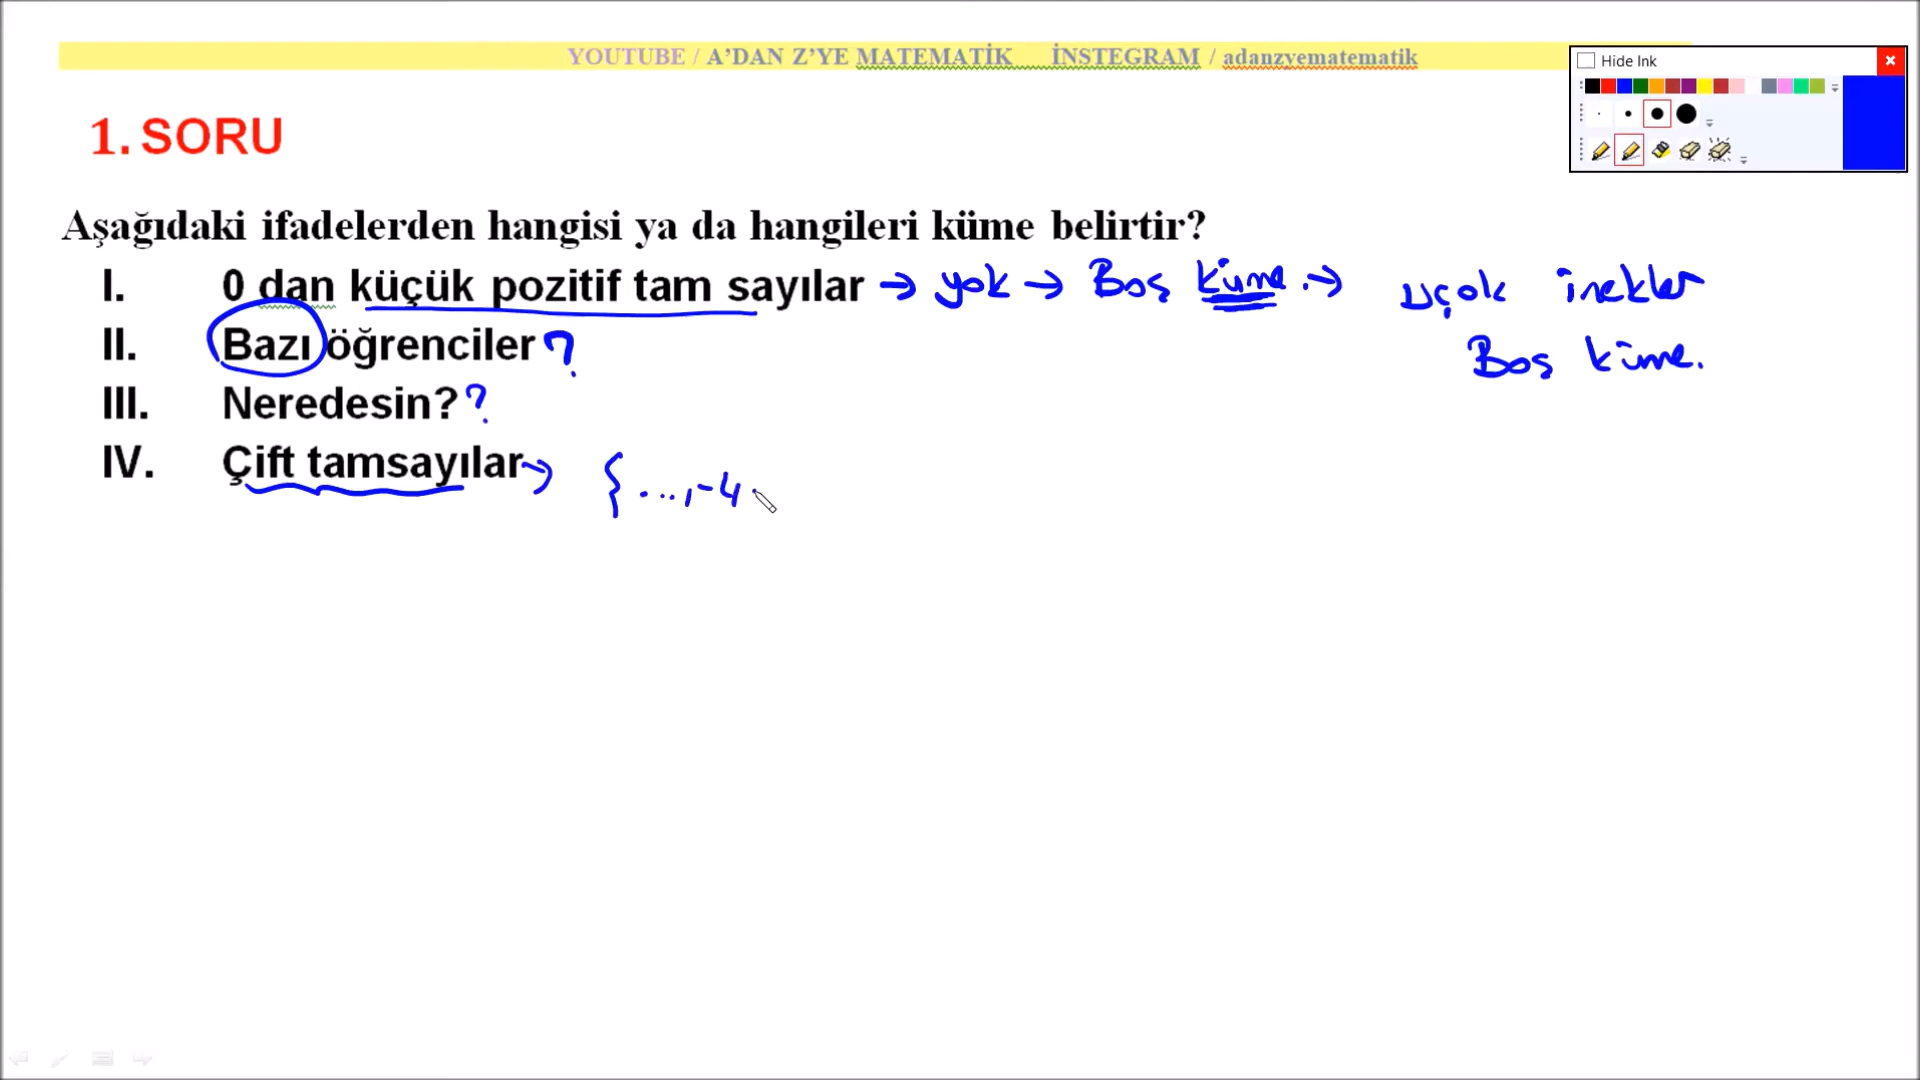 YOUTUBE / A’DAN Z’YE MATEMATİK İNSTEGRAM / adanzyematematik
Hide Ink
1. SORU
Aşağıdaki ifadelerden hangisi ya da hangileri küme belirtir?
I. 0 dan küçük pozitif tam sayılar → yok → Boş küme. → uçak inekler
II. Bazı öğrenciler ? Boş küme.
III. Neredesin? ?
IV. Çift tamsayılar → {...,-4